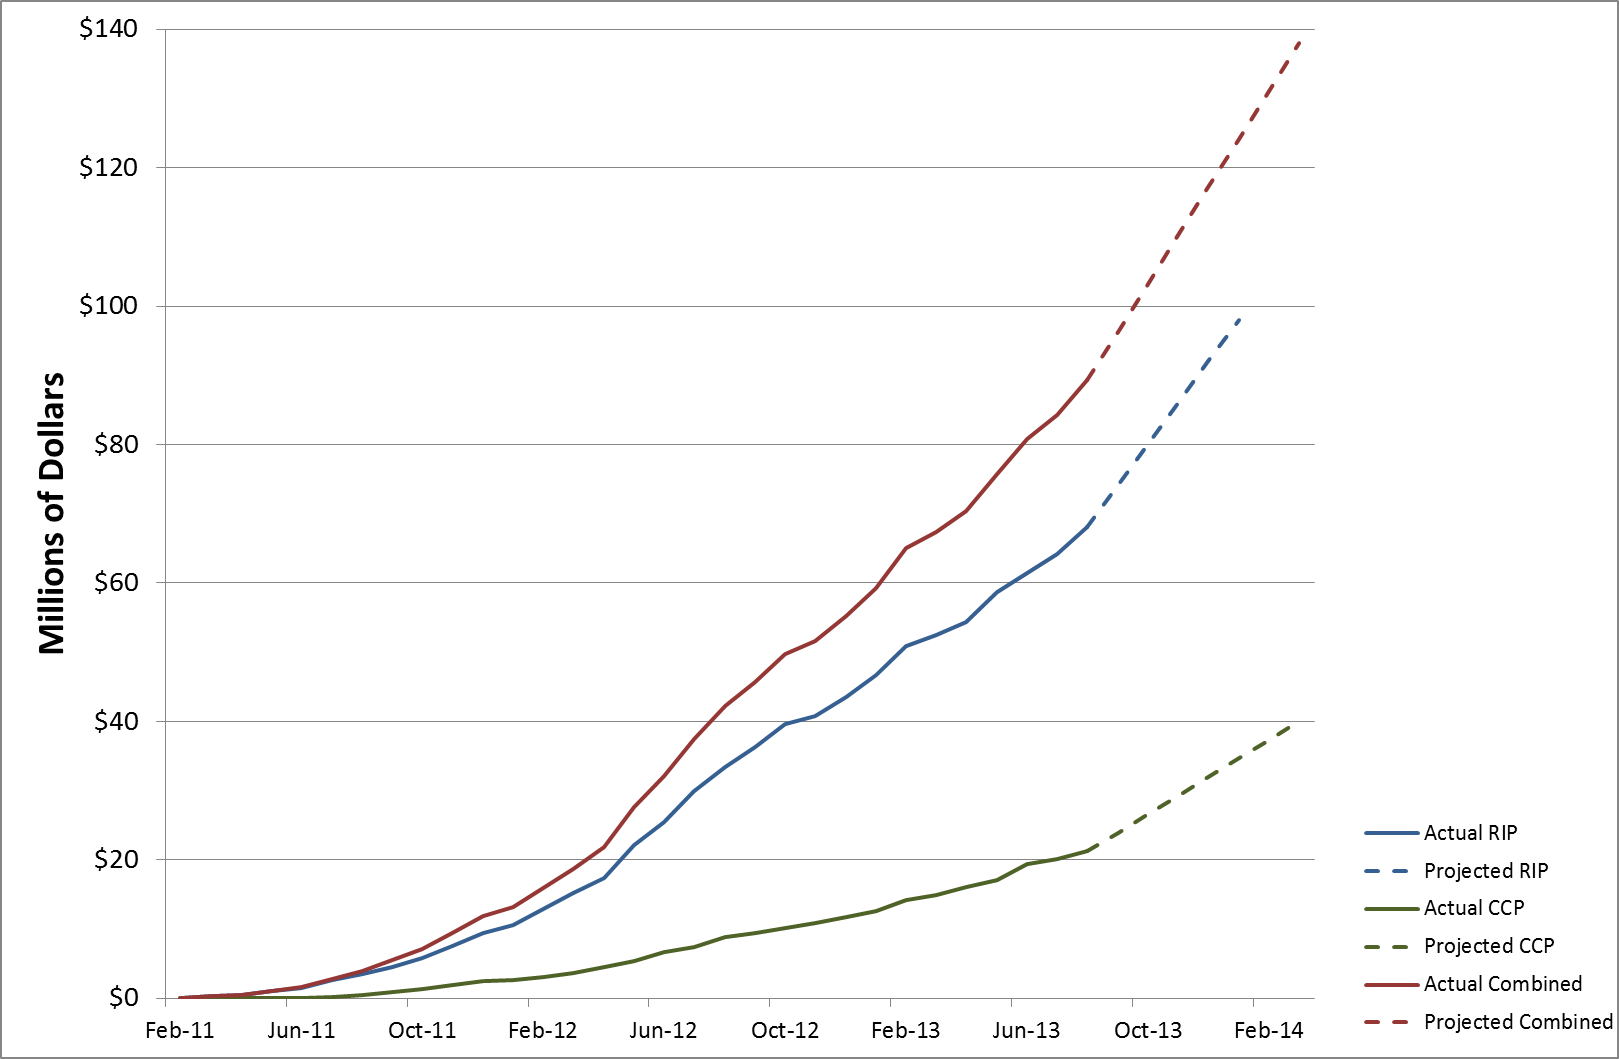 $140
$120
$100
$80
$60
$40
$20
$0
Millions of Dollars
Feb-11 Jun-11 Oct-11 Feb-12 Jun-12 Oct-12 Feb-13 Jun-13 Oct-13 Feb-14
Actual RIP
Projected RIP
Actual CCP
Projected CCP
Actual Combined
Projected Combined